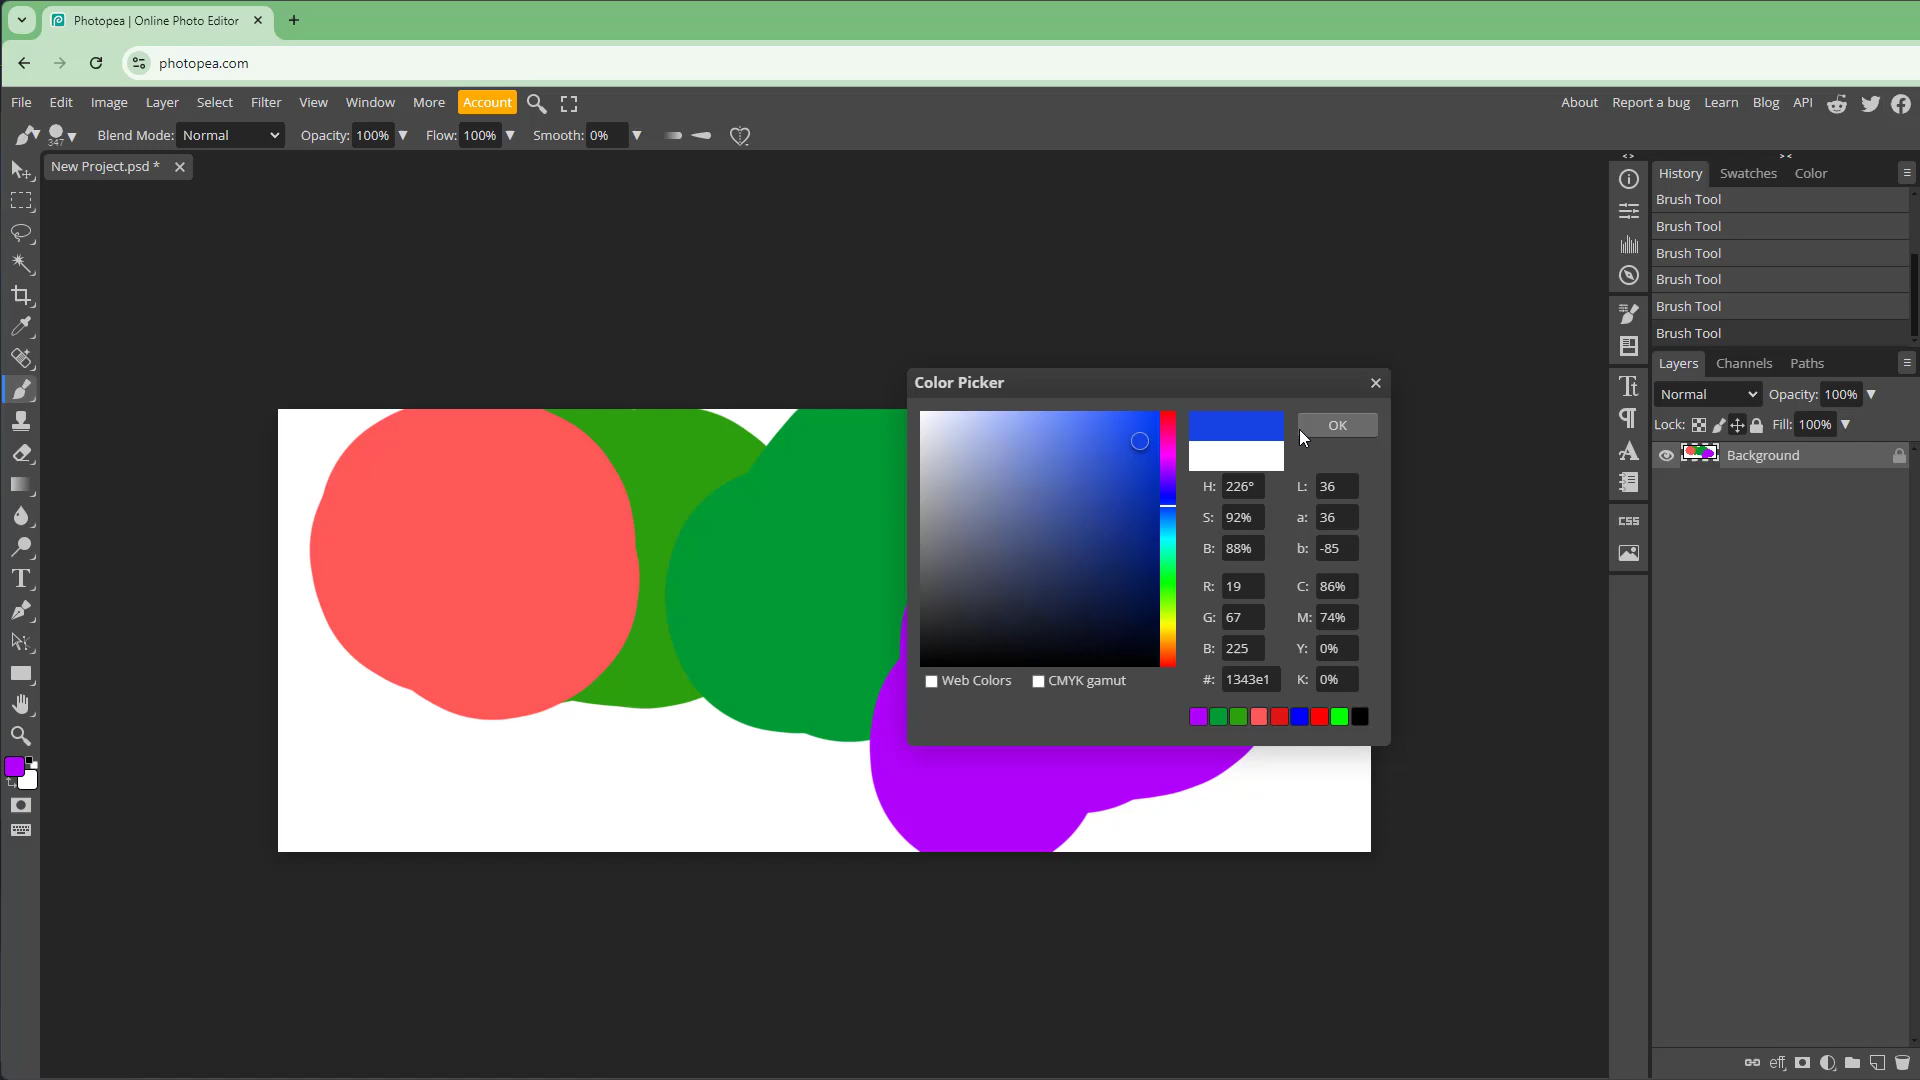 Photopea | Online Photo Editor
photopea.com
File Edit Image Layer Select Filter View Window More Account
About Report a bug Learn Blog API
347 Blend Mode: Normal Opacity: 100% Flow: 100% Smooth: 0%
New Project.psd *
< > > <
History Swatches Color
Brush Tool
Brush Tool
Brush Tool
Brush Tool
Brush Tool
Brush Tool
Layers Channels Paths
Normal Opacity: 100%
Lock: Fill: 100%
Background
CSS
eff
Color Picker
OK
H: 226° L: 36
S: 92% a: 36
B: 88% b: -85
R: 19 C: 86%
G: 67 M: 74%
B: 225 Y: 0%
#: 1343e1 K: 0%
Web Colors CMYK gamut